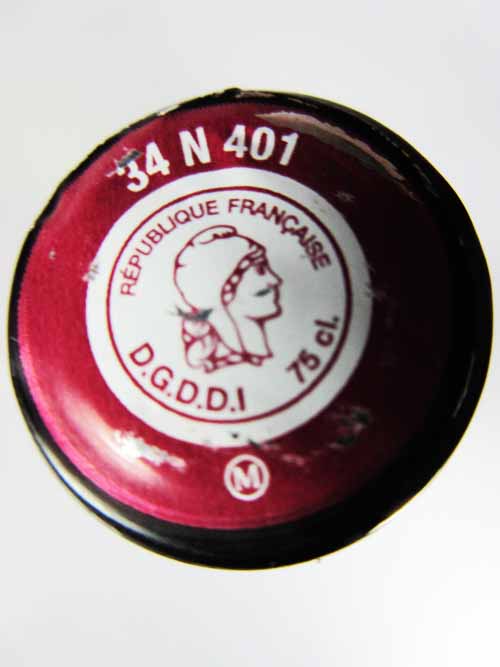 34 N 401
RÉPUBLIQUE FRANÇAISE
D.G.D.D.I
75 cl.
M